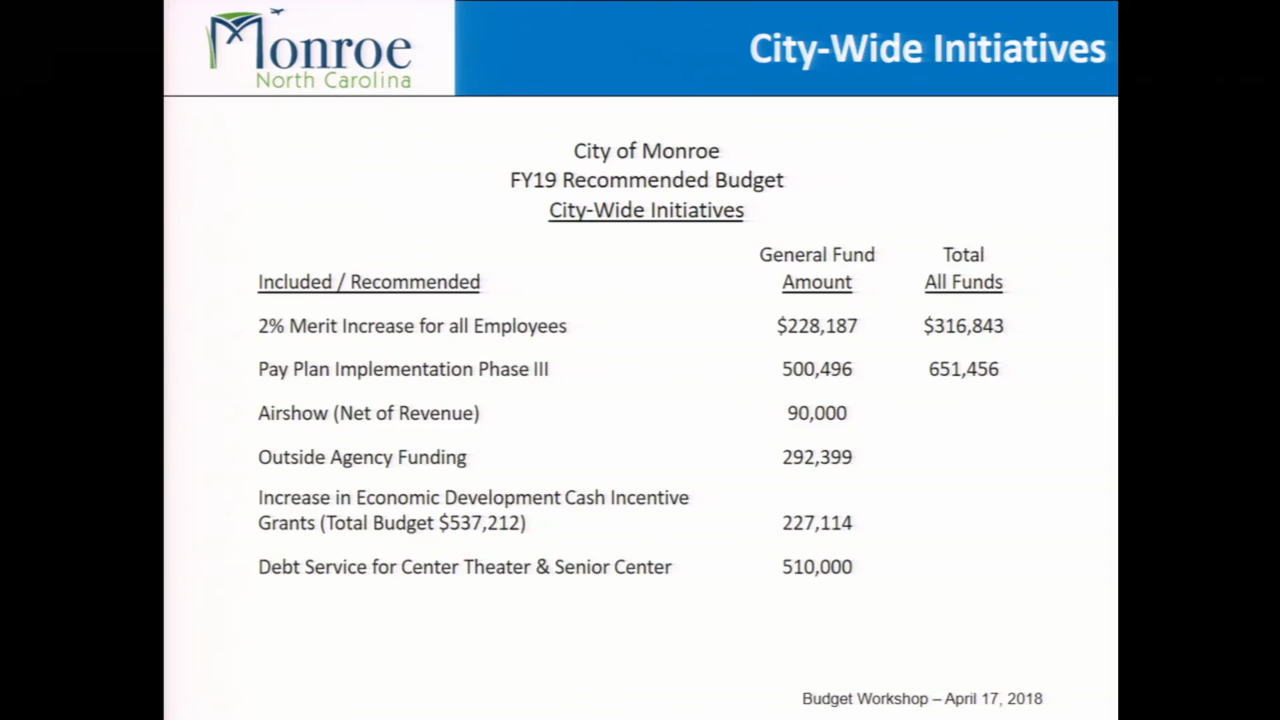 Monroe
North Carolina
City-Wide Initiatives
City of Monroe
FY19 Recommended Budget
City-Wide Initiatives
General Fund Total
Included / Recommended Amount All Funds
2% Merit Increase for all Employees $228,187 $316,843
Pay Plan Implementation Phase III 500,496 651,456
Airshow (Net of Revenue) 90,000
Outside Agency Funding 292,399
Increase in Economic Development Cash Incentive
Grants (Total Budget $537,212) 227,114
Debt Service for Center Theater & Senior Center 510,000
Budget Workshop – April 17, 2018